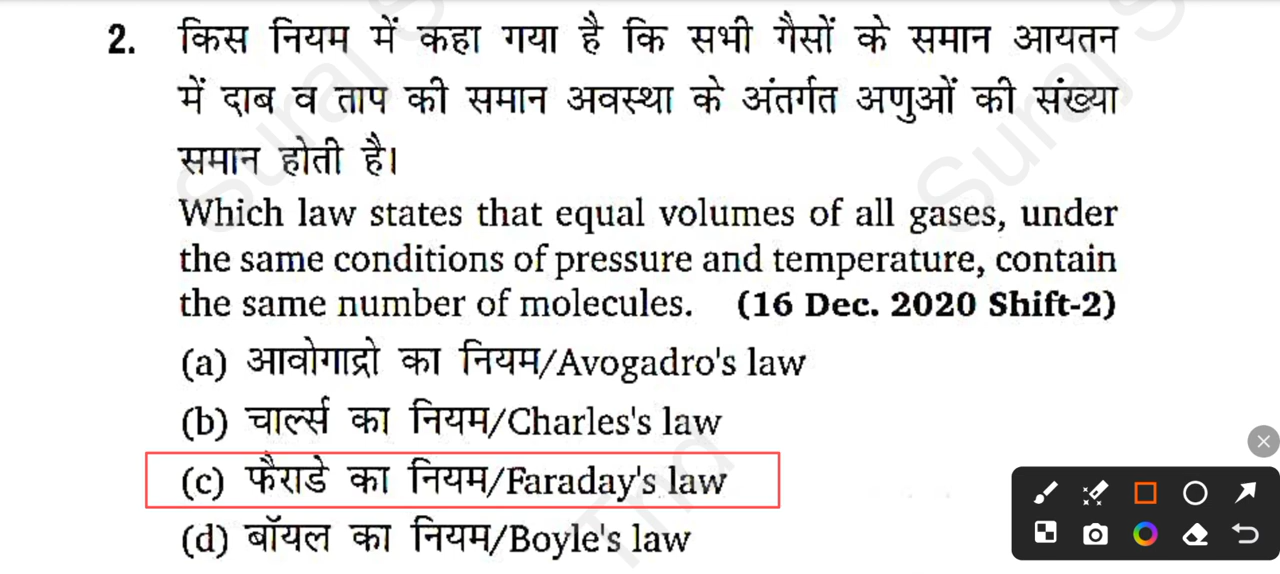 2. किस नियम में कहा गया है कि सभी गैसों के समान आयतन
में दाब व ताप की समान अवस्था के अंतर्गत अणुओं की संख्या
समान होती है।
Which law states that equal volumes of all gases, under
the same conditions of pressure and temperature, contain
the same number of molecules. (16 Dec. 2020 Shift-2)
(a) आवोगाद्रो का नियम/Avogadro's law
(b) चार्ल्स का नियम/Charles's law
(c) फैराडे का नियम/Faraday's law
(d) बॉयल का नियम/Boyle's law